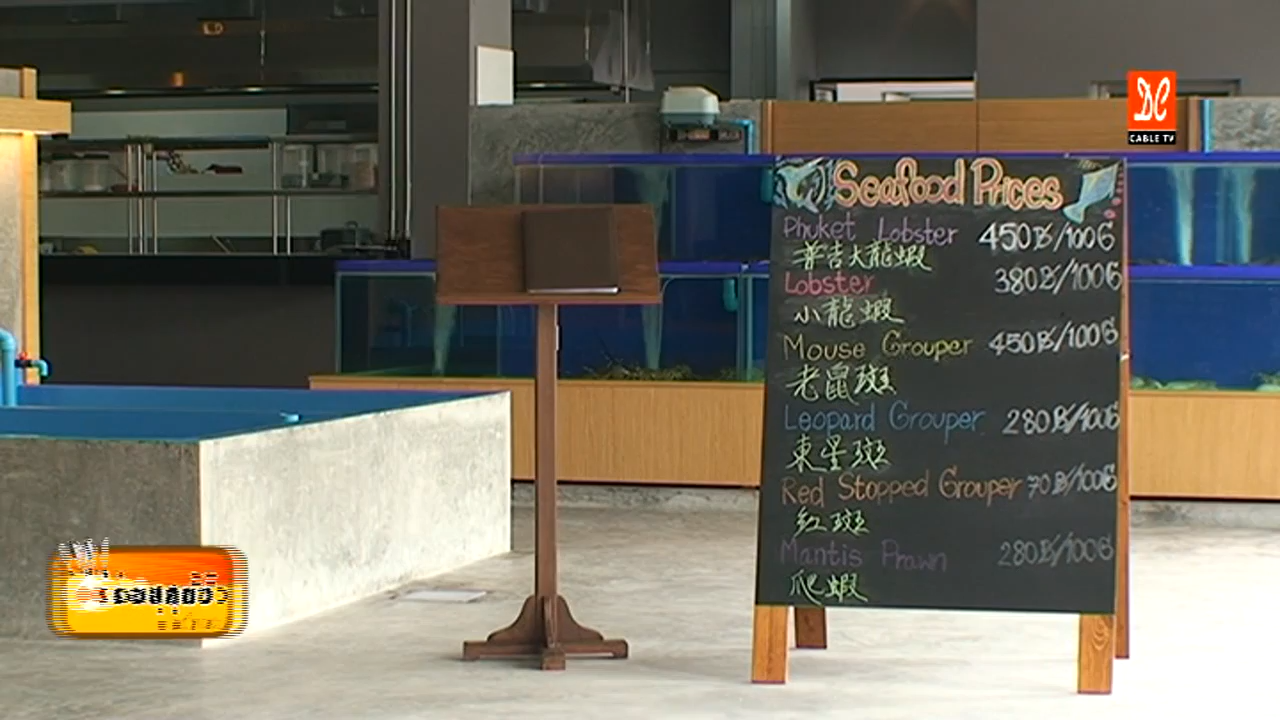 DC
CABLE TV
Seafood Prices
Phuket Lobster 450฿/100G
普吉大龍蝦
Lobster 380฿/100G
小龍蝦
Mouse Grouper 450฿/100G
老鼠斑
Leopard Grouper 280฿/100G
東星斑
Red Stopped Grouper 70฿/100G
紅斑
Mantis Prawn 280฿/100G
爬蝦